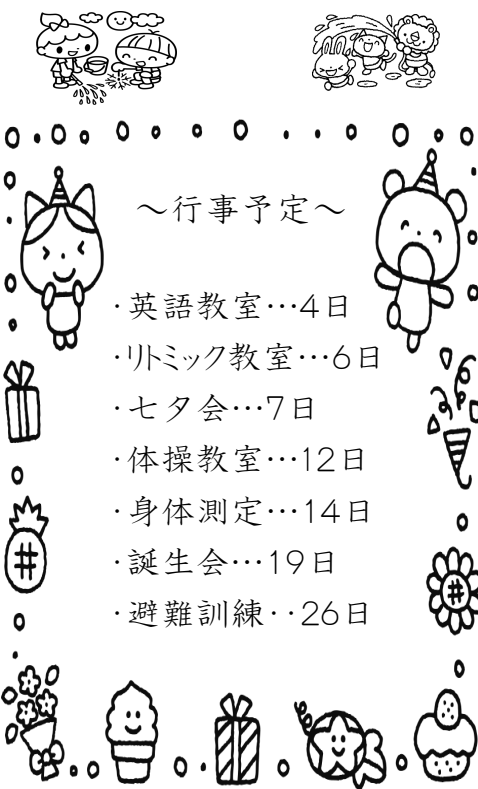 ～行事予定～
・英語教室…4日
・リトミック教室…6日
・七夕会…7日
・体操教室…12日
・身体測定…14日
・誕生会…19日
・避難訓練‥26日